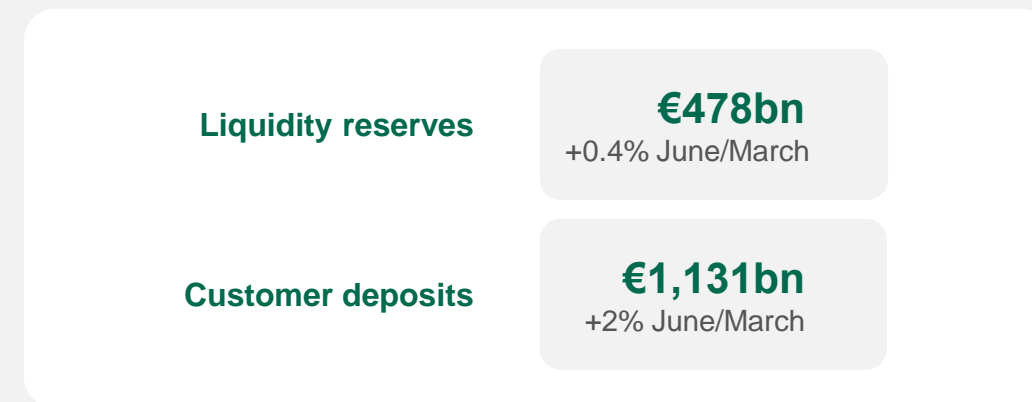 Liquidity reserves
€478bn
+0.4% June/March
Customer deposits
€1,131bn
+2% June/March